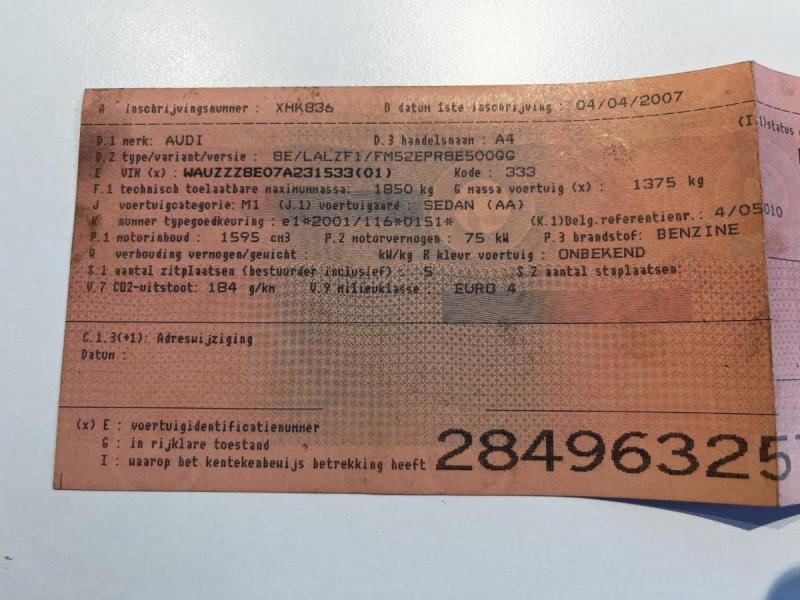 A inschrijvingsnummer : XHK836 B datum 1ste inschrijving : 04/04/2007
(I.1)status
D.1 merk: AUDI D.3 handelsnaam : A4
D.2 type/variant/versie : 8E/LALZF1/FM52EPR8E500GG
E VIN (x) : WAUZZZ8E07A231533(01) Kode : 333
F.1 technisch toelaatbare maximummassa: 1850 kg G massa voertuig (x) : 1375 kg
J voertuigcategorie: M1 (J.1) voertuigaard : SEDAN (AA)
K nummer typegoedkeuring : e1*2001/116*0151* (K.1)Belg.referentienr.: 4/05010
P.1 motorinhoud : 1595 cm3 P.2 motorvermogen : 75 kW P.3 brandstof: BENZINE
Q verhouding vermogen/gewicht : kW/kg R kleur voertuig : ONBEKEND
S.1 aantal zitplaatsen (bestuurder inclusief) : 5 S.2 aantal staplaatsen:
V.7 CO2-uitstoot: 184 g/km V.9 milieuklasse : EURO 4
C.1.3(+1): Adreswijziging
Datum :
(x) E : voertuigidentificatienummer
G : in rijklare toestand
I : waarop het kentekenbewijs betrekking heeft
284963257